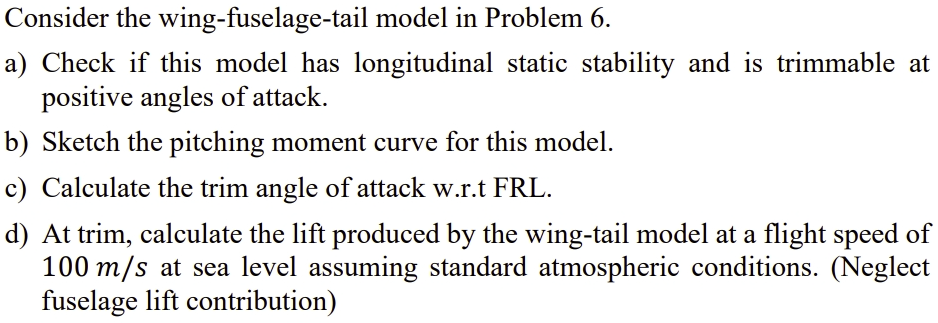 Consider the wing-fuselage-tail model in Problem 6.
a) Check if this model has longitudinal static stability and is trimmable at
positive angles of attack.
b) Sketch the pitching moment curve for this model.
c) Calculate the trim angle of attack w.r.t FRL.
d) At trim, calculate the lift produced by the wing-tail model at a flight speed of
100 m/s at sea level assuming standard atmospheric conditions. (Neglect
fuselage lift contribution)